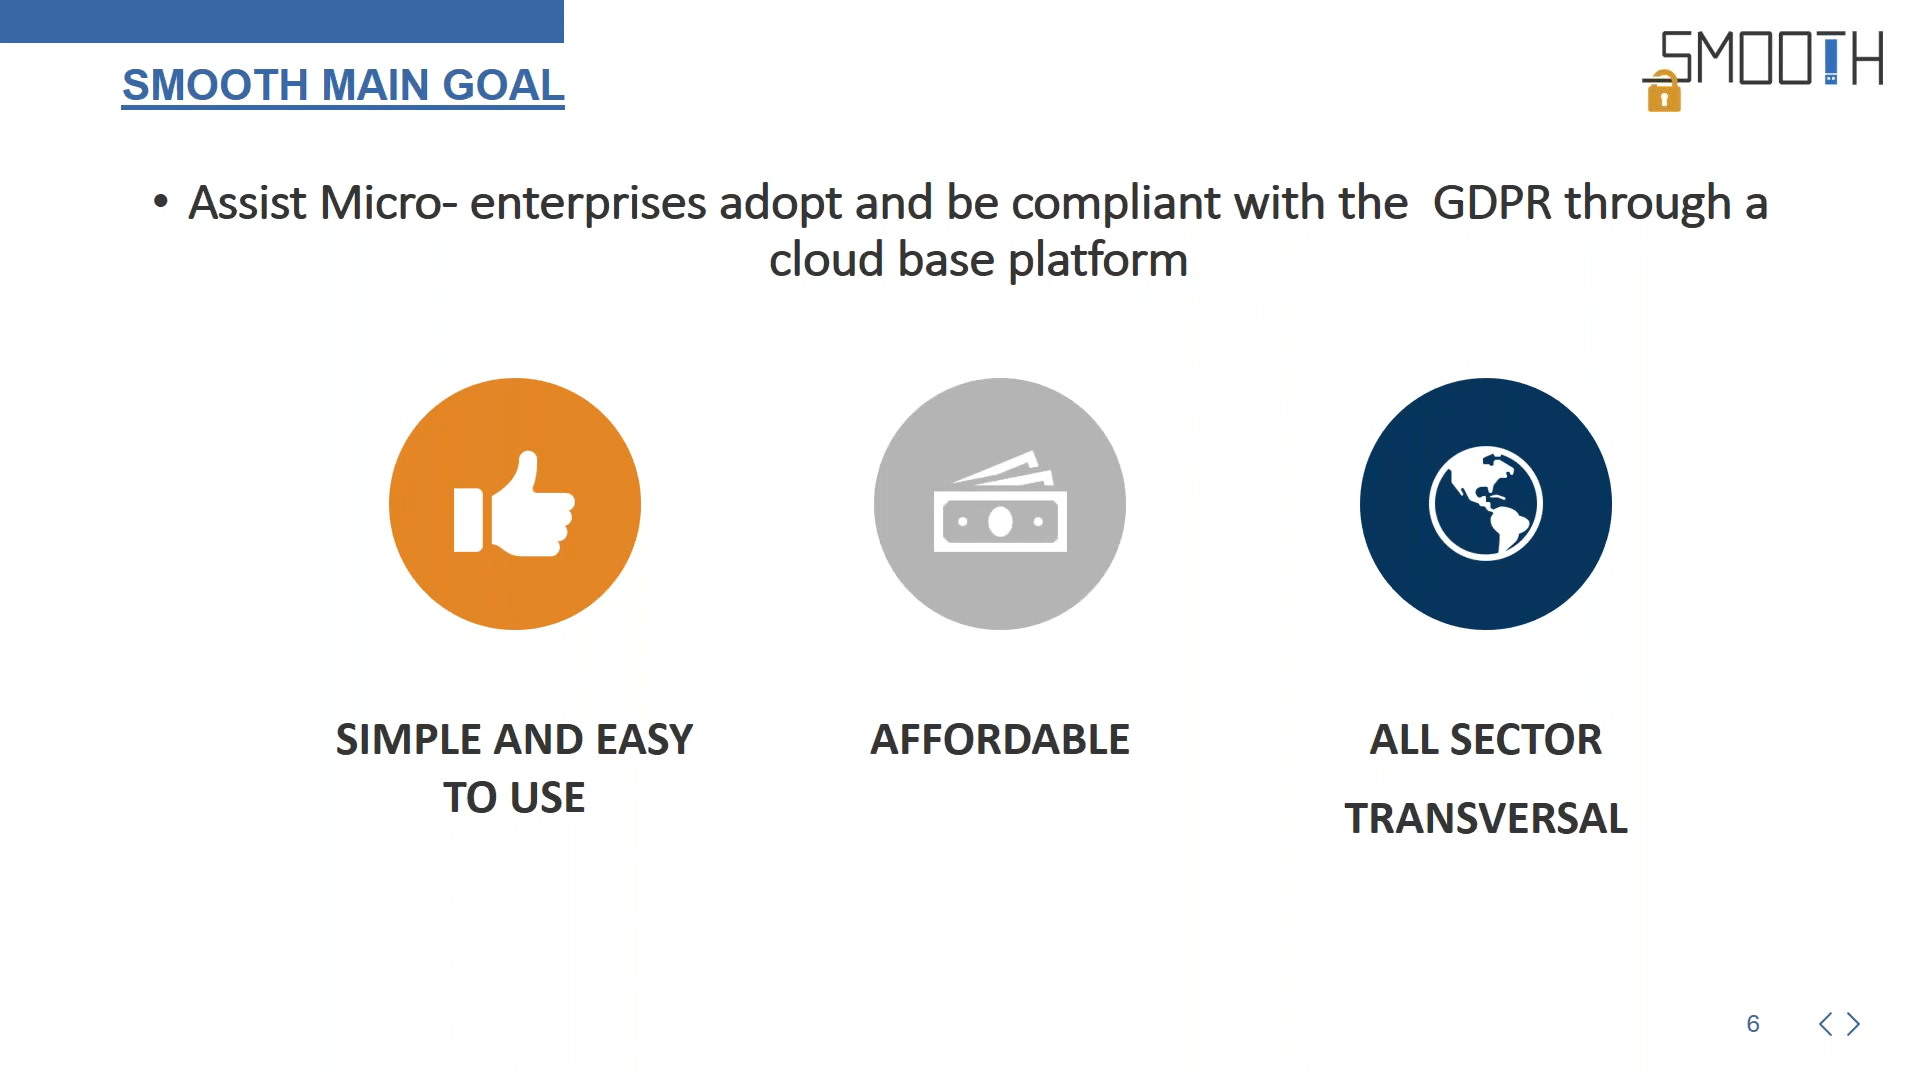 SMOOTH MAIN GOAL
SMOOTH
• Assist Micro- enterprises adopt and be compliant with the  GDPR through a
cloud base platform
SIMPLE AND EASY
TO USE
AFFORDABLE
ALL SECTOR
TRANSVERSAL
6